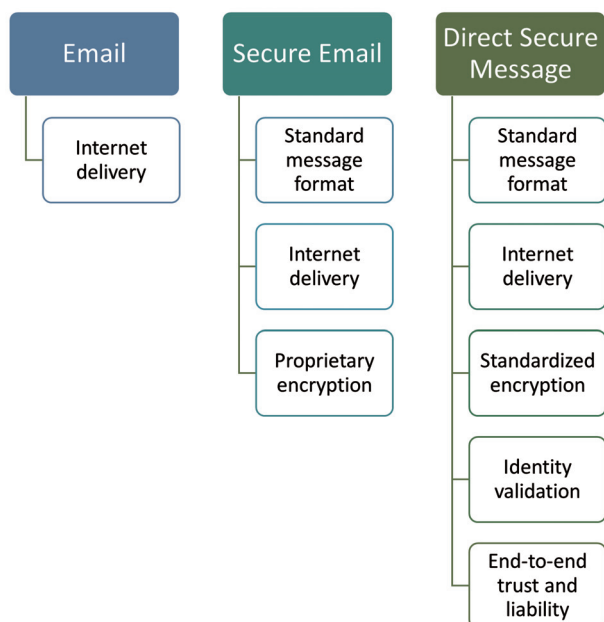 Email
Internet
delivery
Secure Email
Standard
message
format
Internet
delivery
Proprietary
encryption
Direct Secure
Message
Standard
message
format
Internet
delivery
Standardized
encryption
Identity
validation
End-to-end
trust and
liability